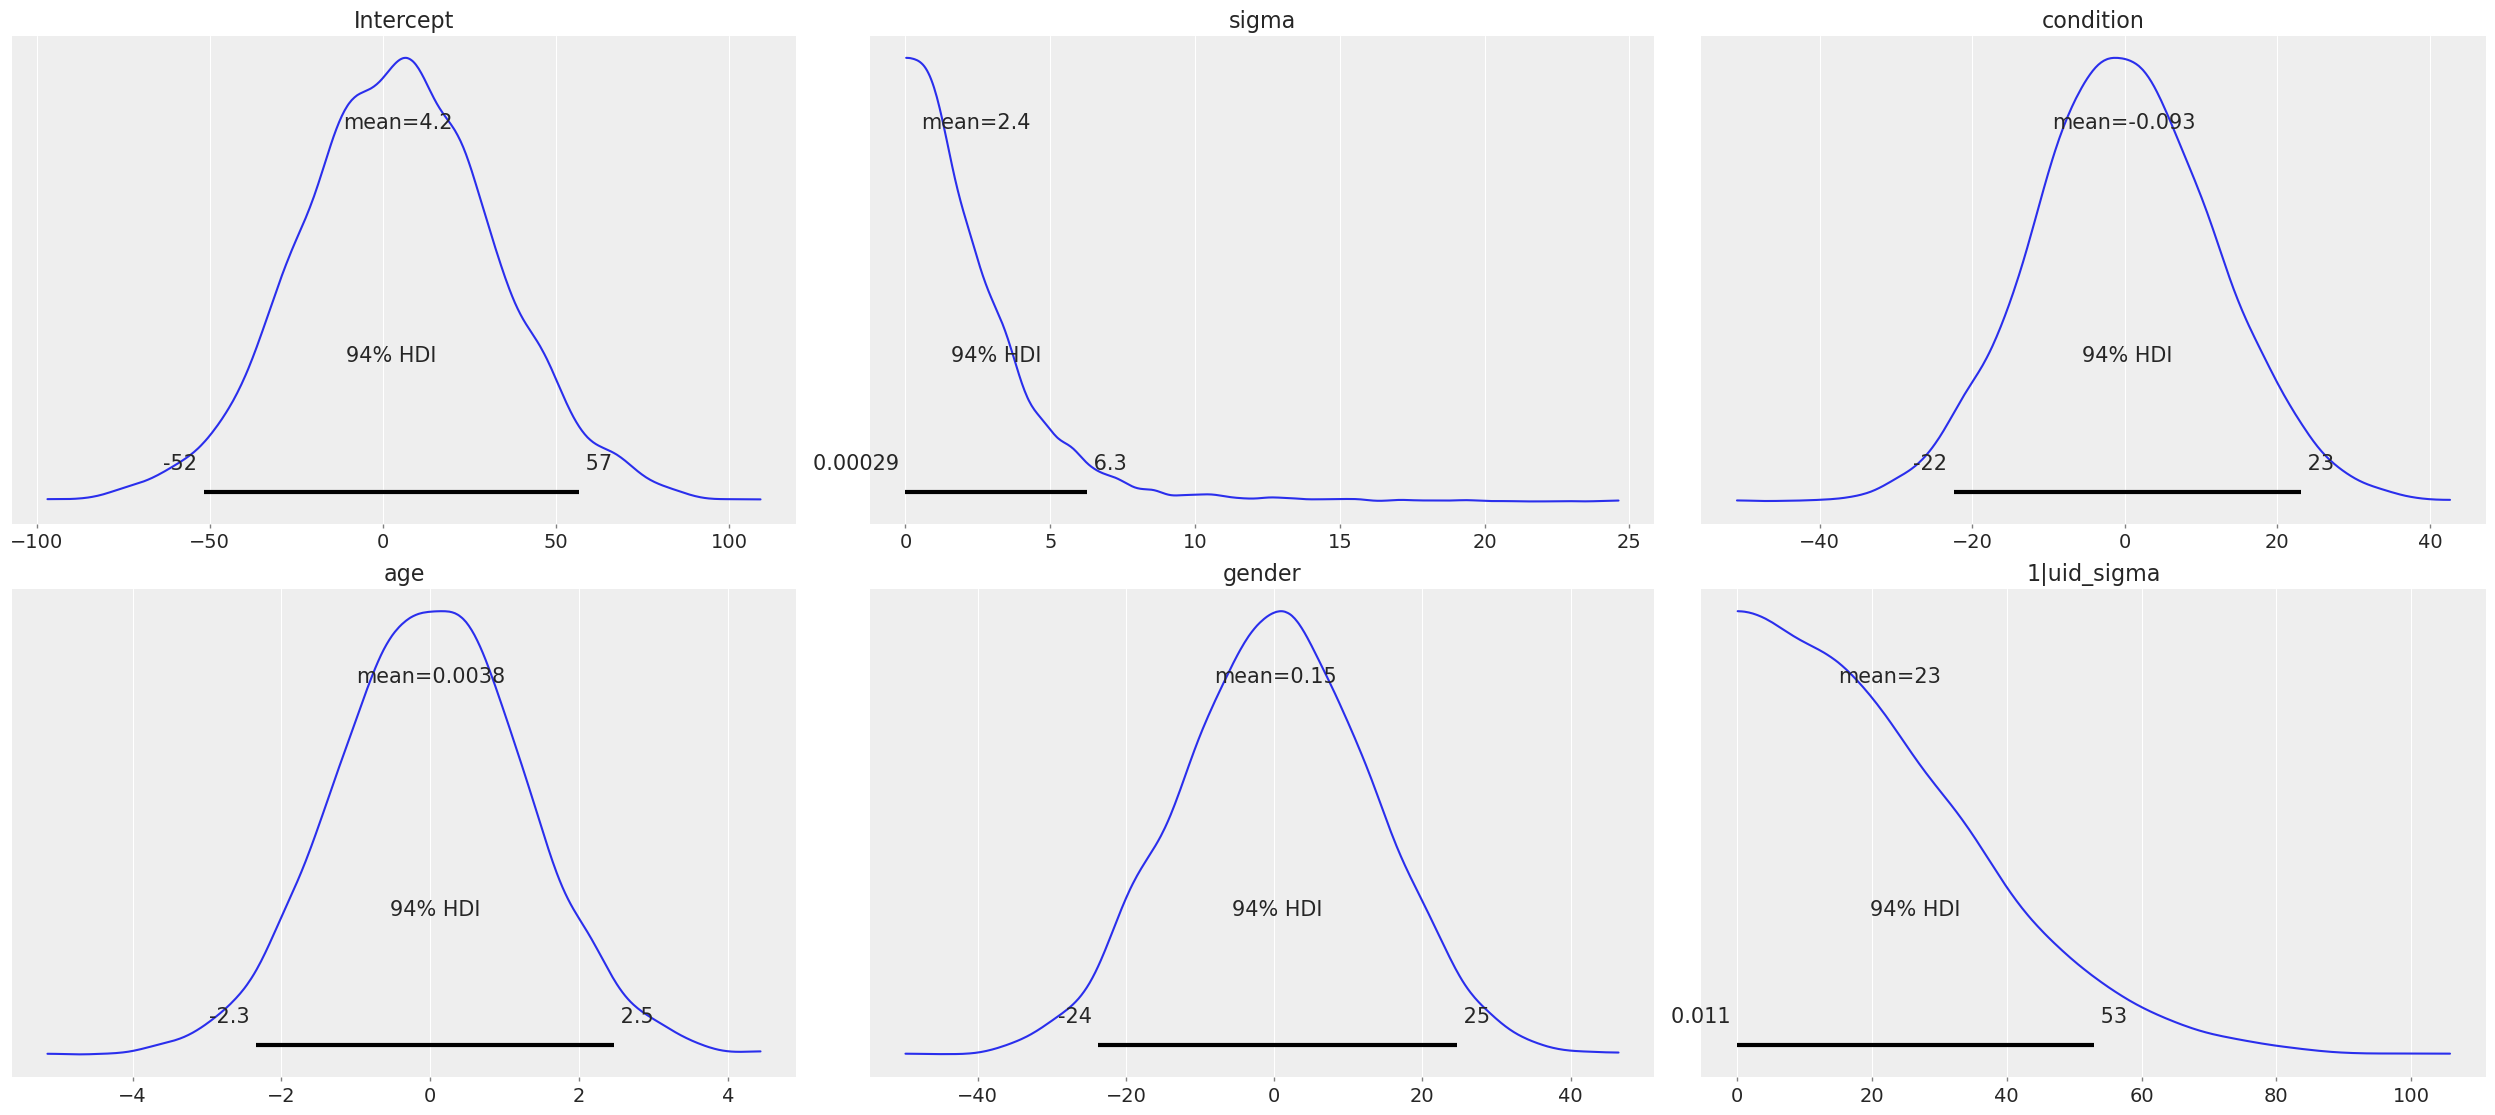 Intercept
mean=4.2
94% HDI
-52
57
−100 −50 0 50 100
sigma
mean=2.4
94% HDI
0.00029
6.3
0 5 10 15 20 25
condition
mean=-0.093
94% HDI
-22
23
−40 −20 0 20 40
age
mean=0.0038
94% HDI
-2.3
2.5
−4 −2 0 2 4
gender
mean=0.15
94% HDI
-24
25
−40 −20 0 20 40
1|uid_sigma
mean=23
94% HDI
0.011
53
0 20 40 60 80 100